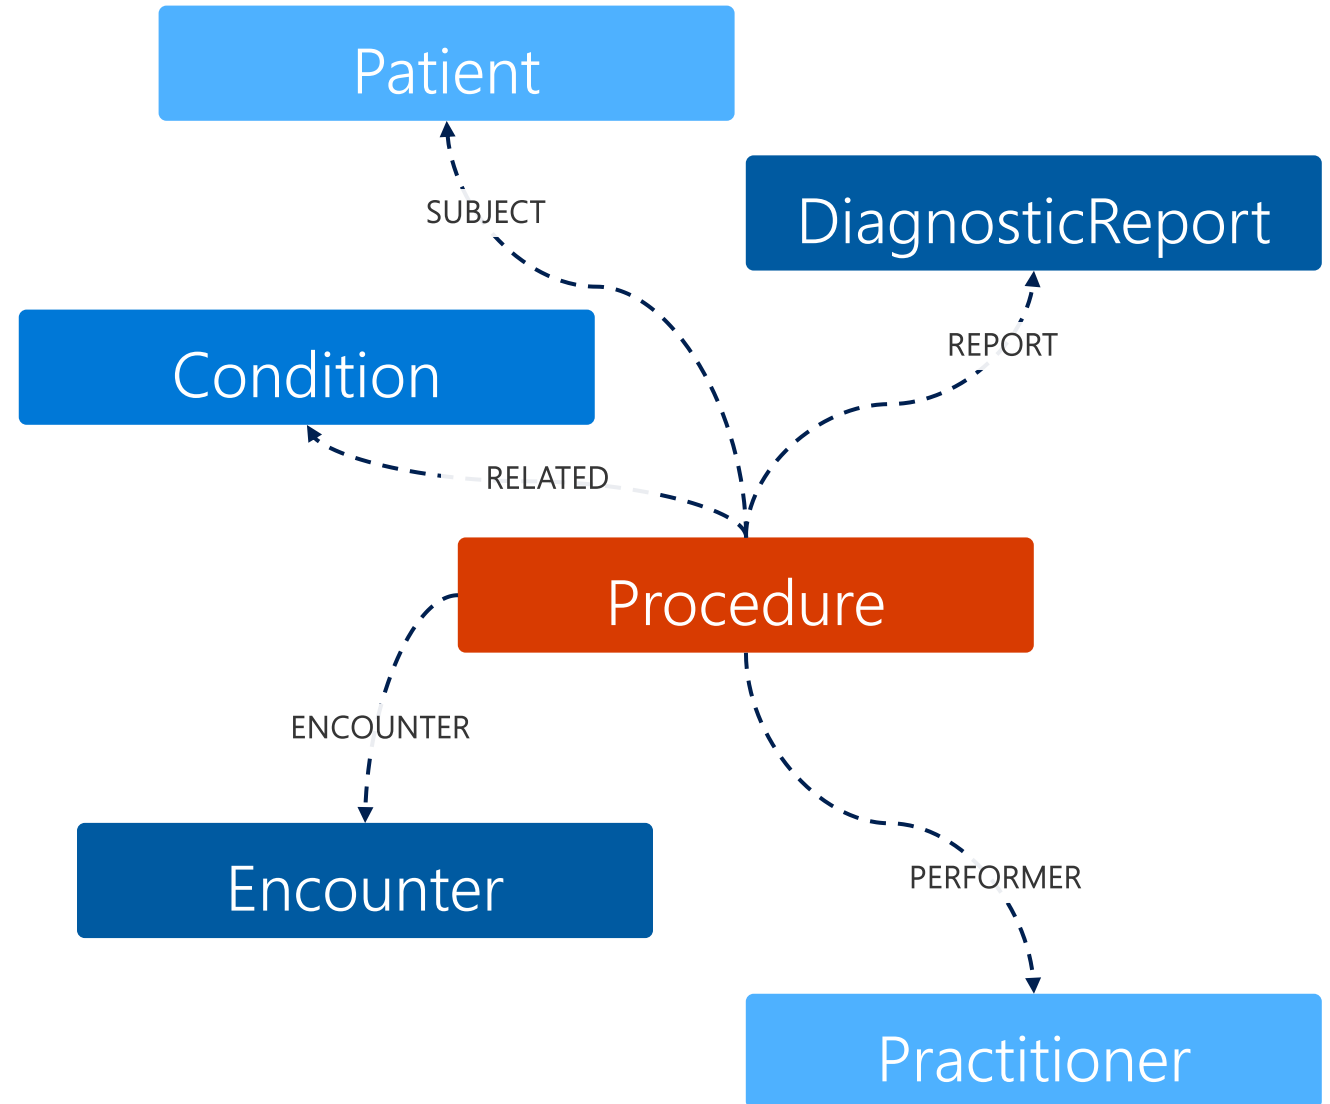 Patient
DiagnosticReport
SUBJECT
REPORT
Condition
RELATED
Procedure
ENCOUNTER
Encounter
PERFORMER
Practitioner